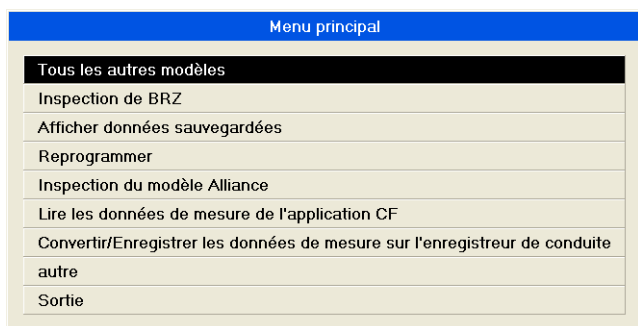 Menu principal
Tous les autres modèles
Inspection de BRZ
Afficher données sauvegardées
Reprogrammer
Inspection du modèle Alliance
Lire les données de mesure de l'application CF
Convertir/Enregistrer les données de mesure sur l'enregistreur de conduite
autre
Sortie